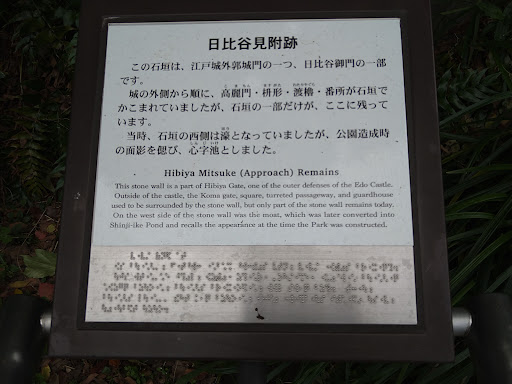 日比谷見附跡
この石垣は、江戸城外郭城門の一つ、日比谷御門の一部
です。
城の外側から順に、高麗門・枡形・渡櫓・番所が石垣で
かこまれていましたが、石垣の一部だけが、ここに残って
います。
当時、石垣の西側は濠となっていましたが、公園造成時
の面影を偲び、心字池としました。
Hibiya Mitsuke (Approach) Remains
This stone wall is a part of Hibiya Gate, one of the outer defenses of the Edo Castle.
Outside of the castle, the Koma gate, square, turreted passageway, and guardhouse
used to be surrounded by the stone wall, but only part of the stone wall remains today.
On the west side of the stone wall was the moat, which was later converted into
Shinji-ike Pond and recalls the appearance at the time the Park was constructed.